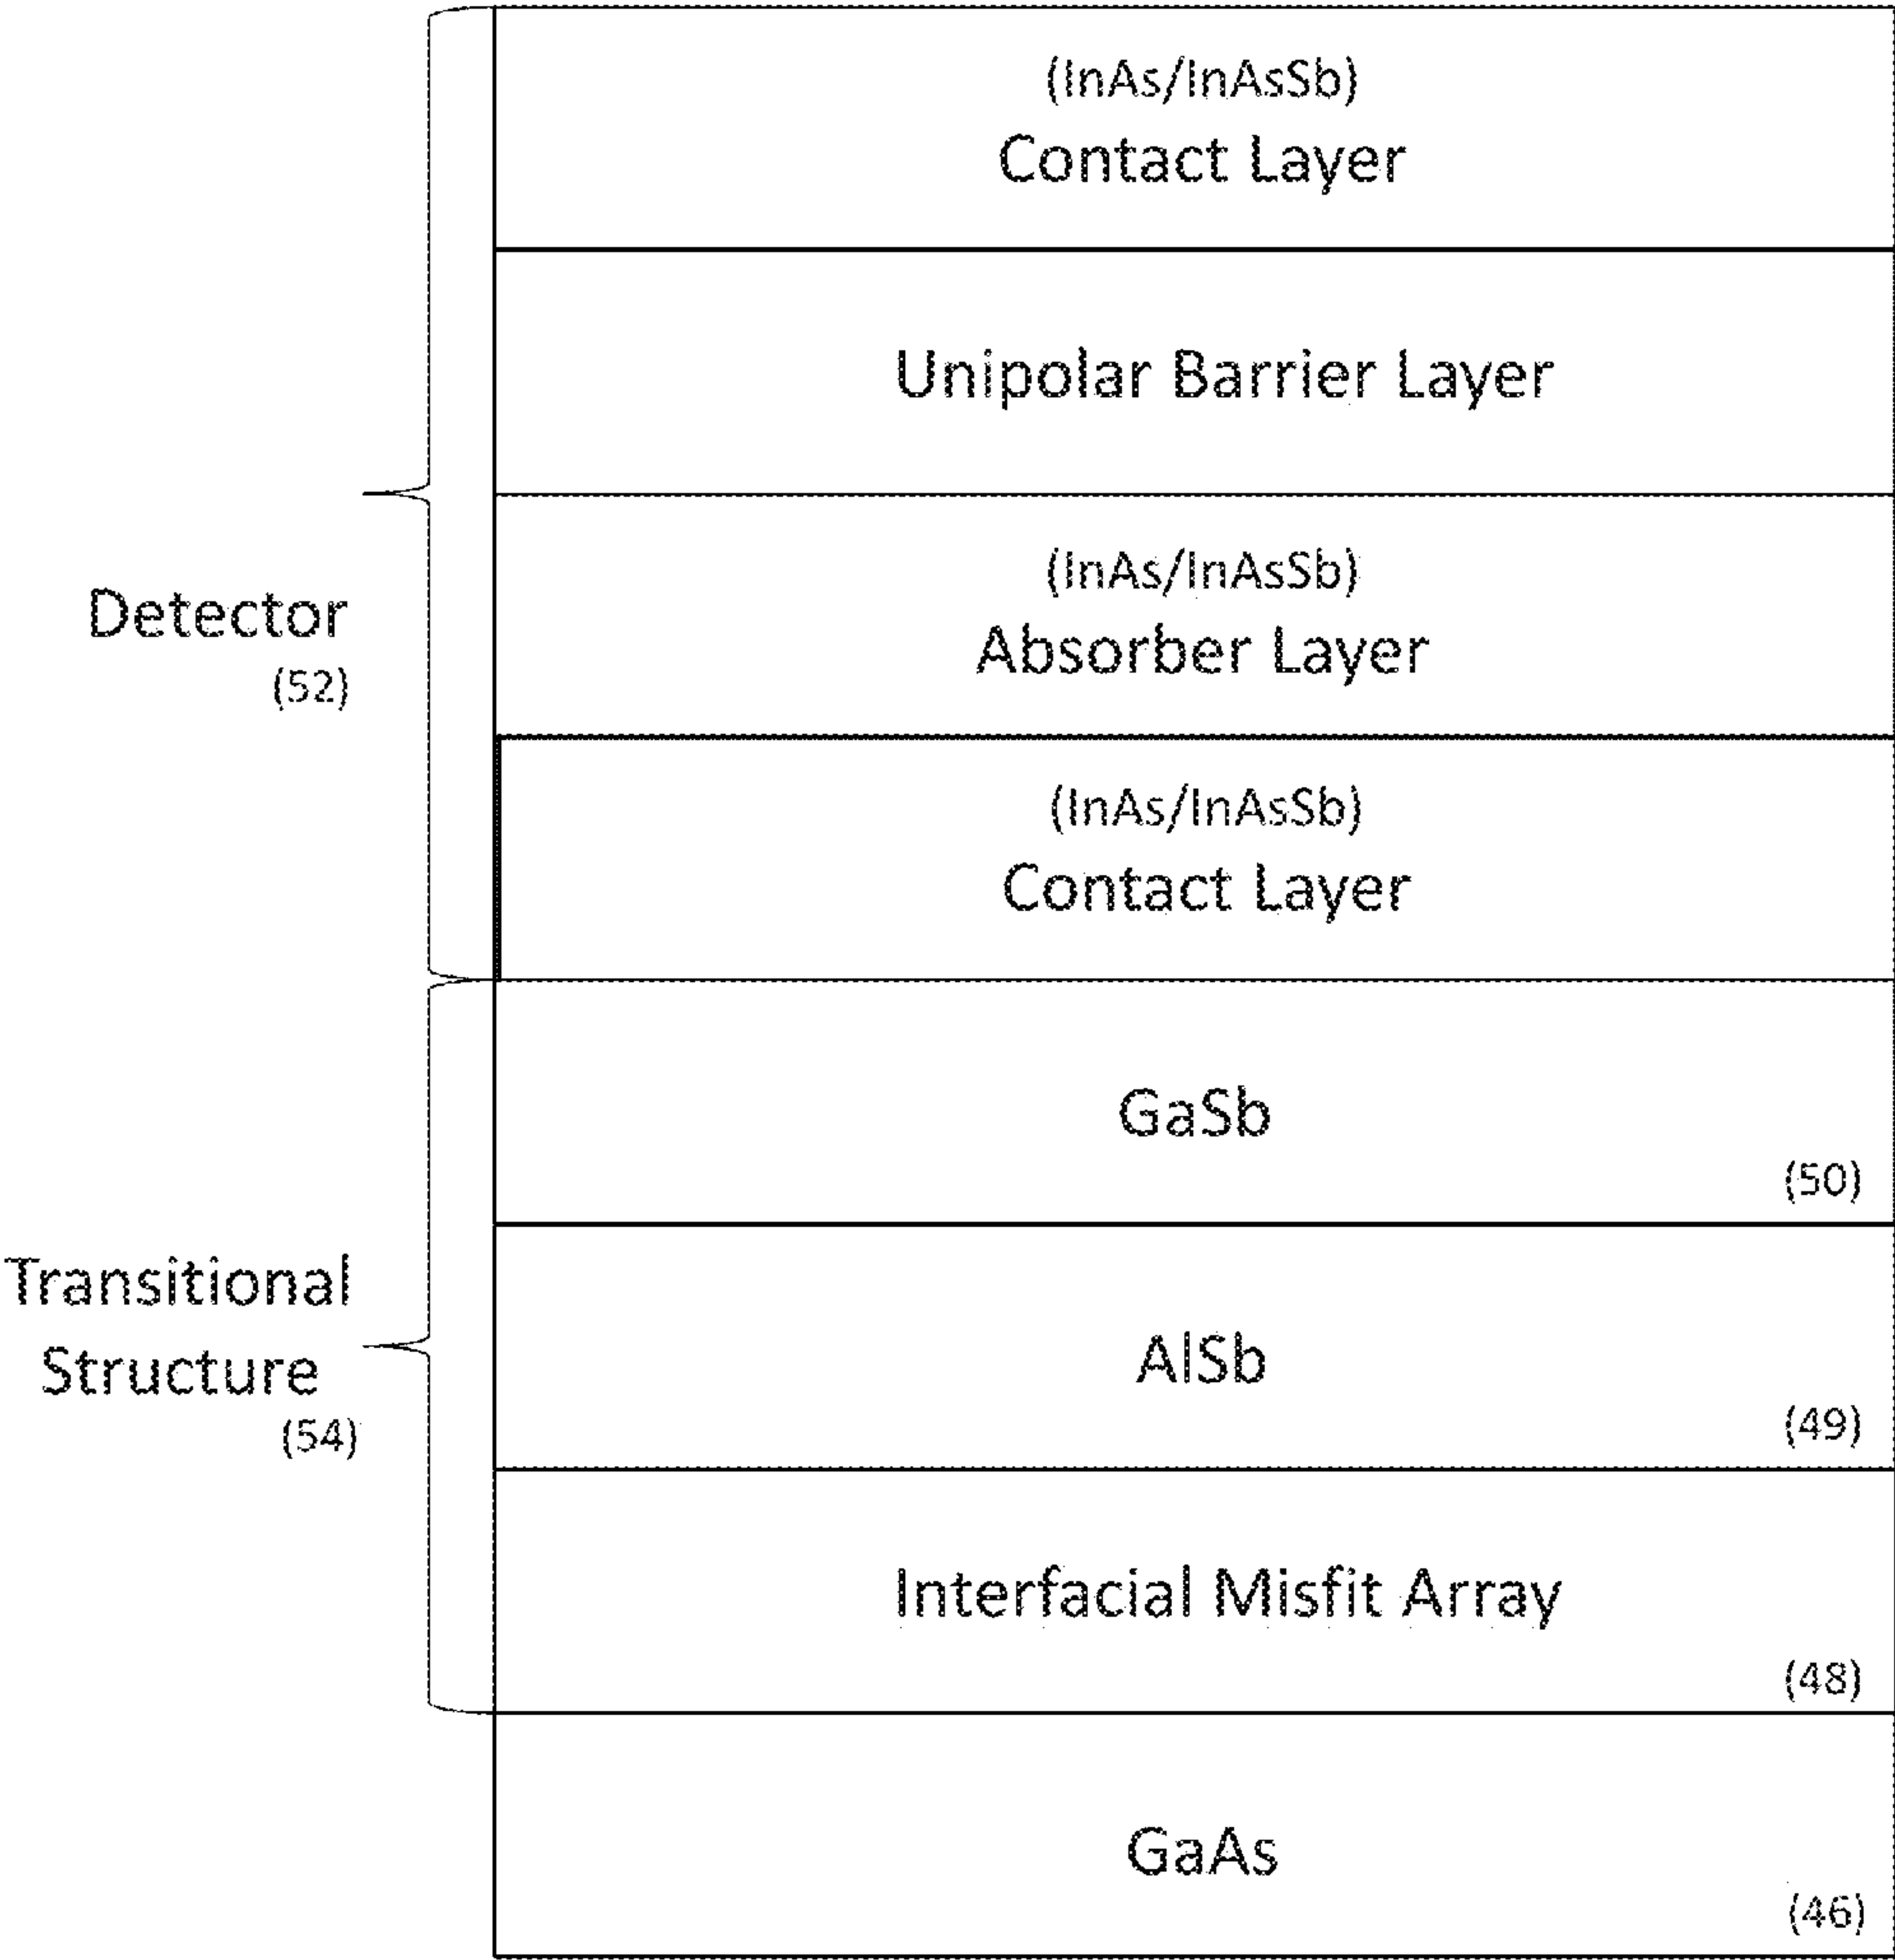 (InAs/InAsSb)
Contact Layer
Unipolar Barrier Layer
Detector
(52)
(InAs/InAsSb)
Absorber Layer
(InAs/InAsSb)
Contact Layer
GaSb
(50)
Transitional
Structure
(54)
AlSb
(49)
Interfacial Misfit Array
(48)
GaAs
(46)